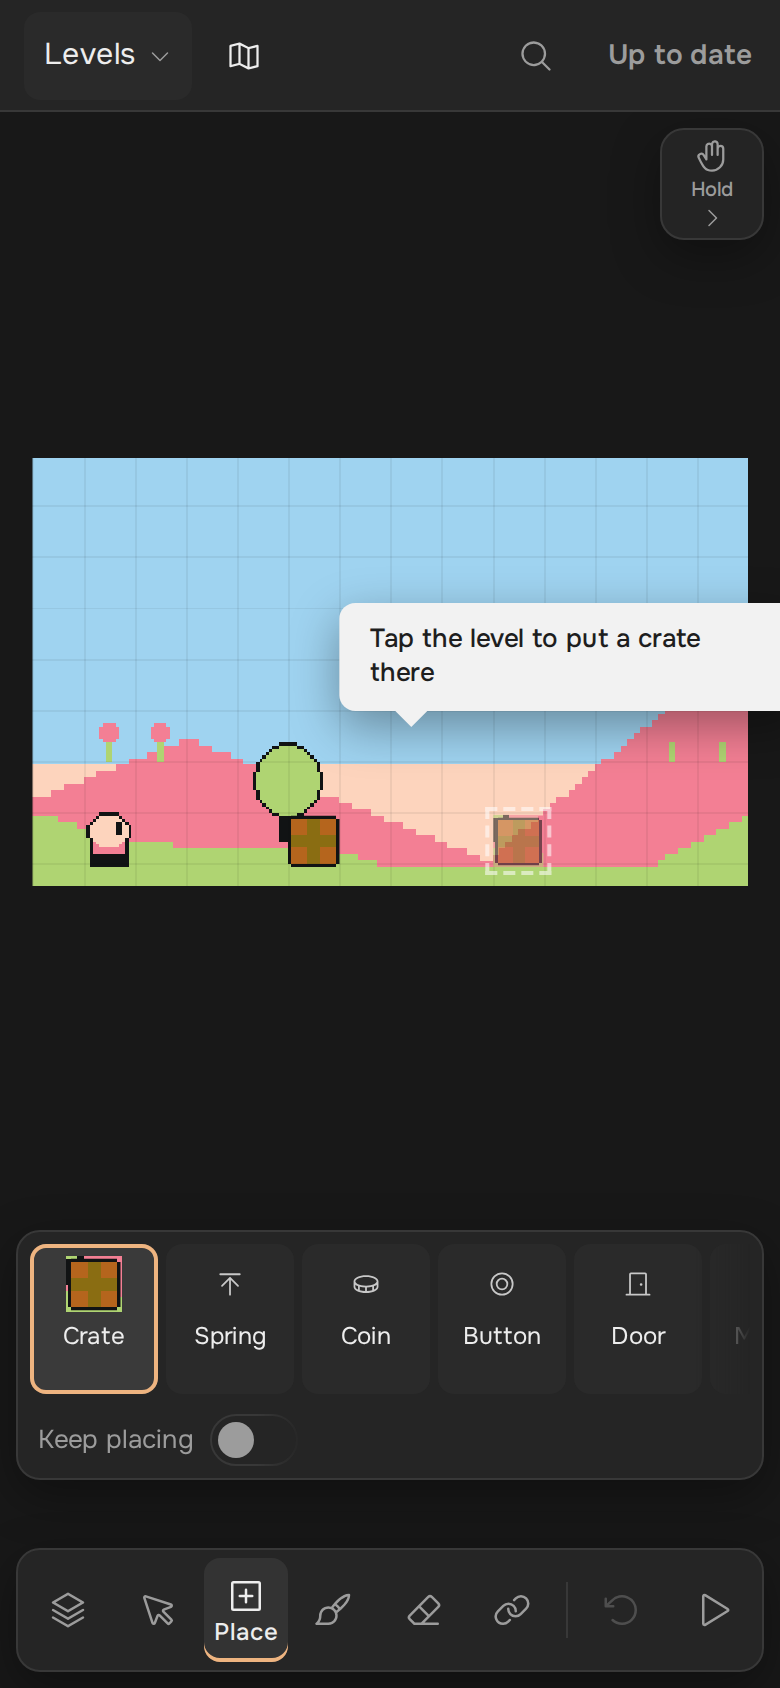 Levels
Up to date
Hold
Tap the level to put a crate
there
Crate
Spring
Coin
Button
Door
Keep placing
Place